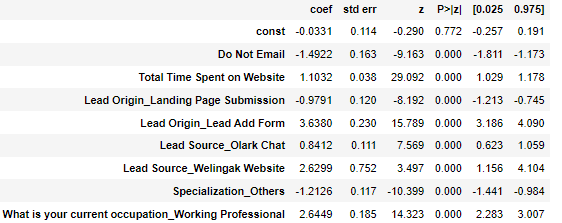 coef std err z P>|z| [0.025 0.975]
const -0.0331 0.114 -0.290 0.772 -0.257 0.191
Do Not Email -1.4922 0.163 -9.163 0.000 -1.811 -1.173
Total Time Spent on Website 1.1032 0.038 29.092 0.000 1.029 1.178
Lead Origin_Landing Page Submission -0.9791 0.120 -8.192 0.000 -1.213 -0.745
Lead Origin_Lead Add Form 3.6380 0.230 15.789 0.000 3.186 4.090
Lead Source_Olark Chat 0.8412 0.111 7.569 0.000 0.623 1.059
Lead Source_Welingak Website 2.6299 0.752 3.497 0.000 1.156 4.104
Specialization_Others -1.2126 0.117 -10.399 0.000 -1.441 -0.984
What is your current occupation_Working Professional 2.6449 0.185 14.323 0.000 2.283 3.007